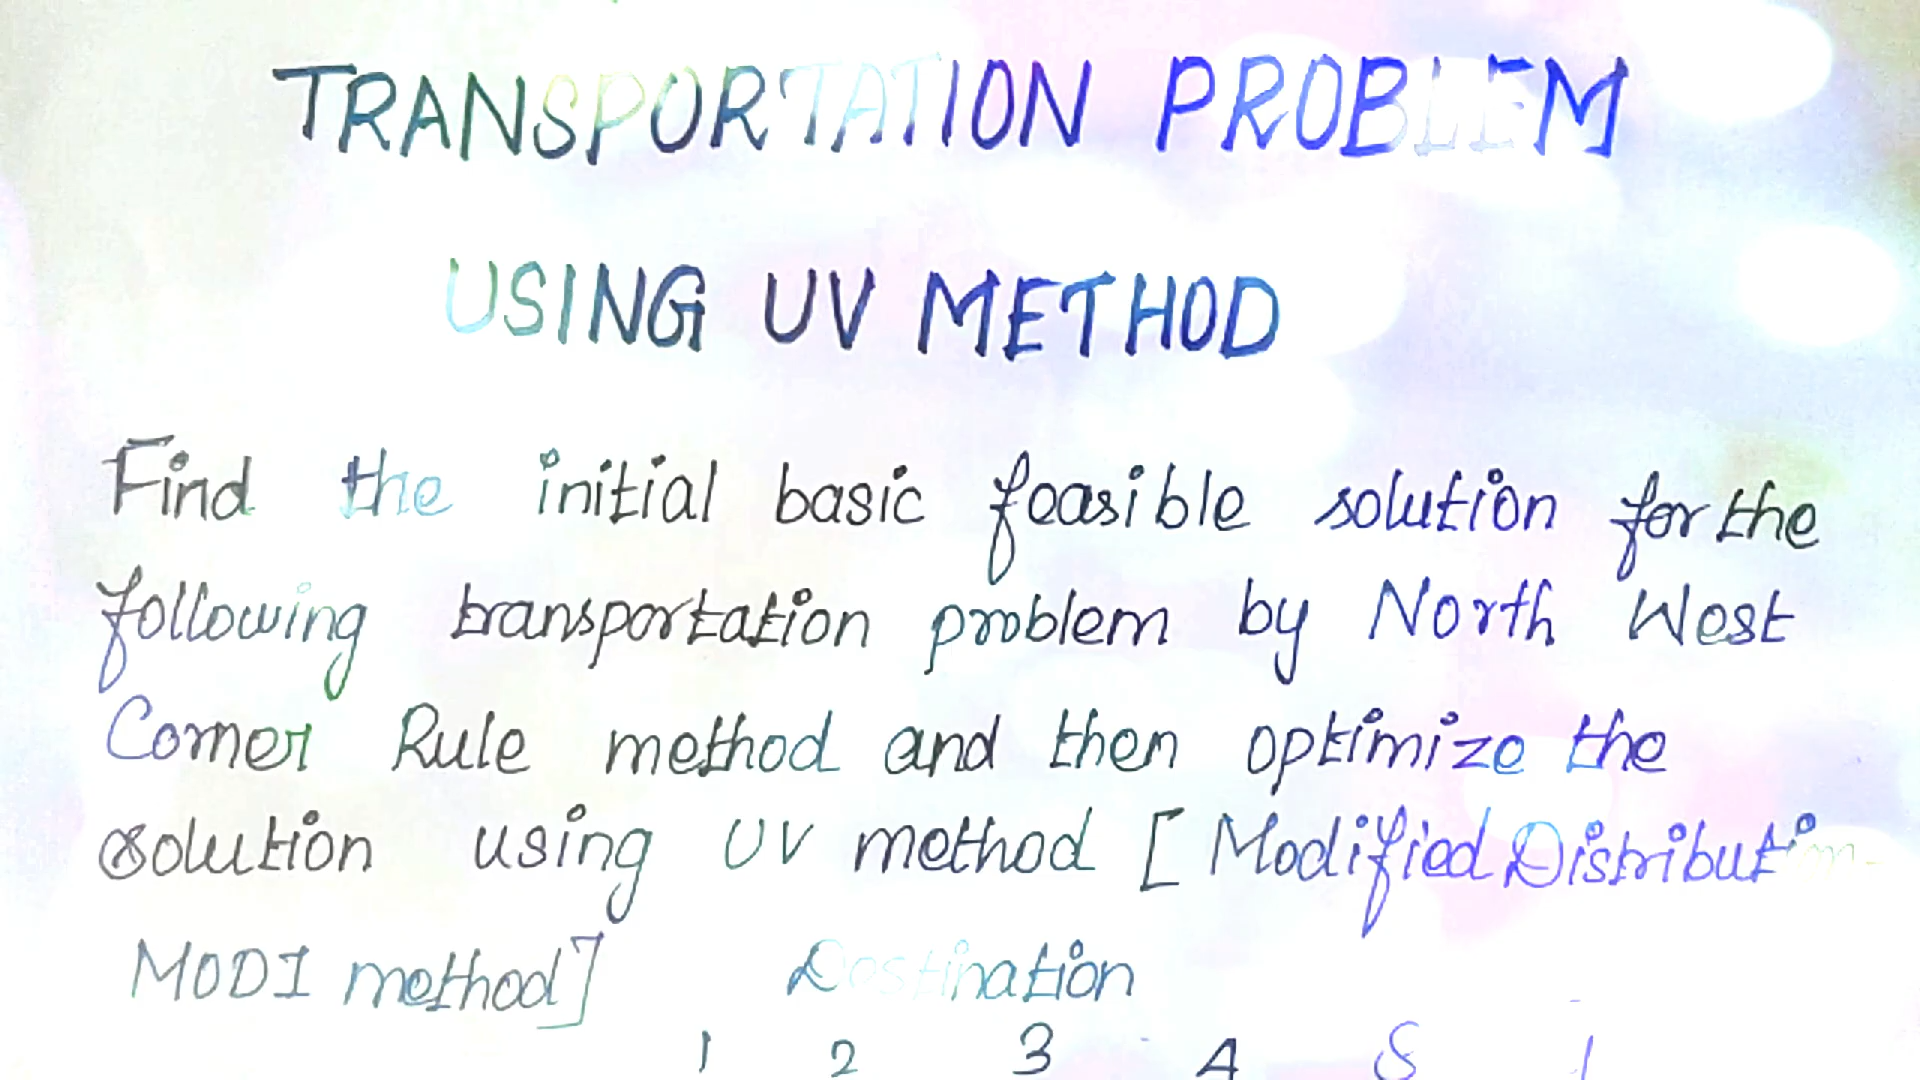 TRANSPORTATION PROBLEM
USING UV METHOD
Find the initial basic feasible solution for the
following transportation problem by North West
Corner Rule method and then optimize the
solution using UV method [Modified Distribution-
MODI method]
Destination
1 2 3 4